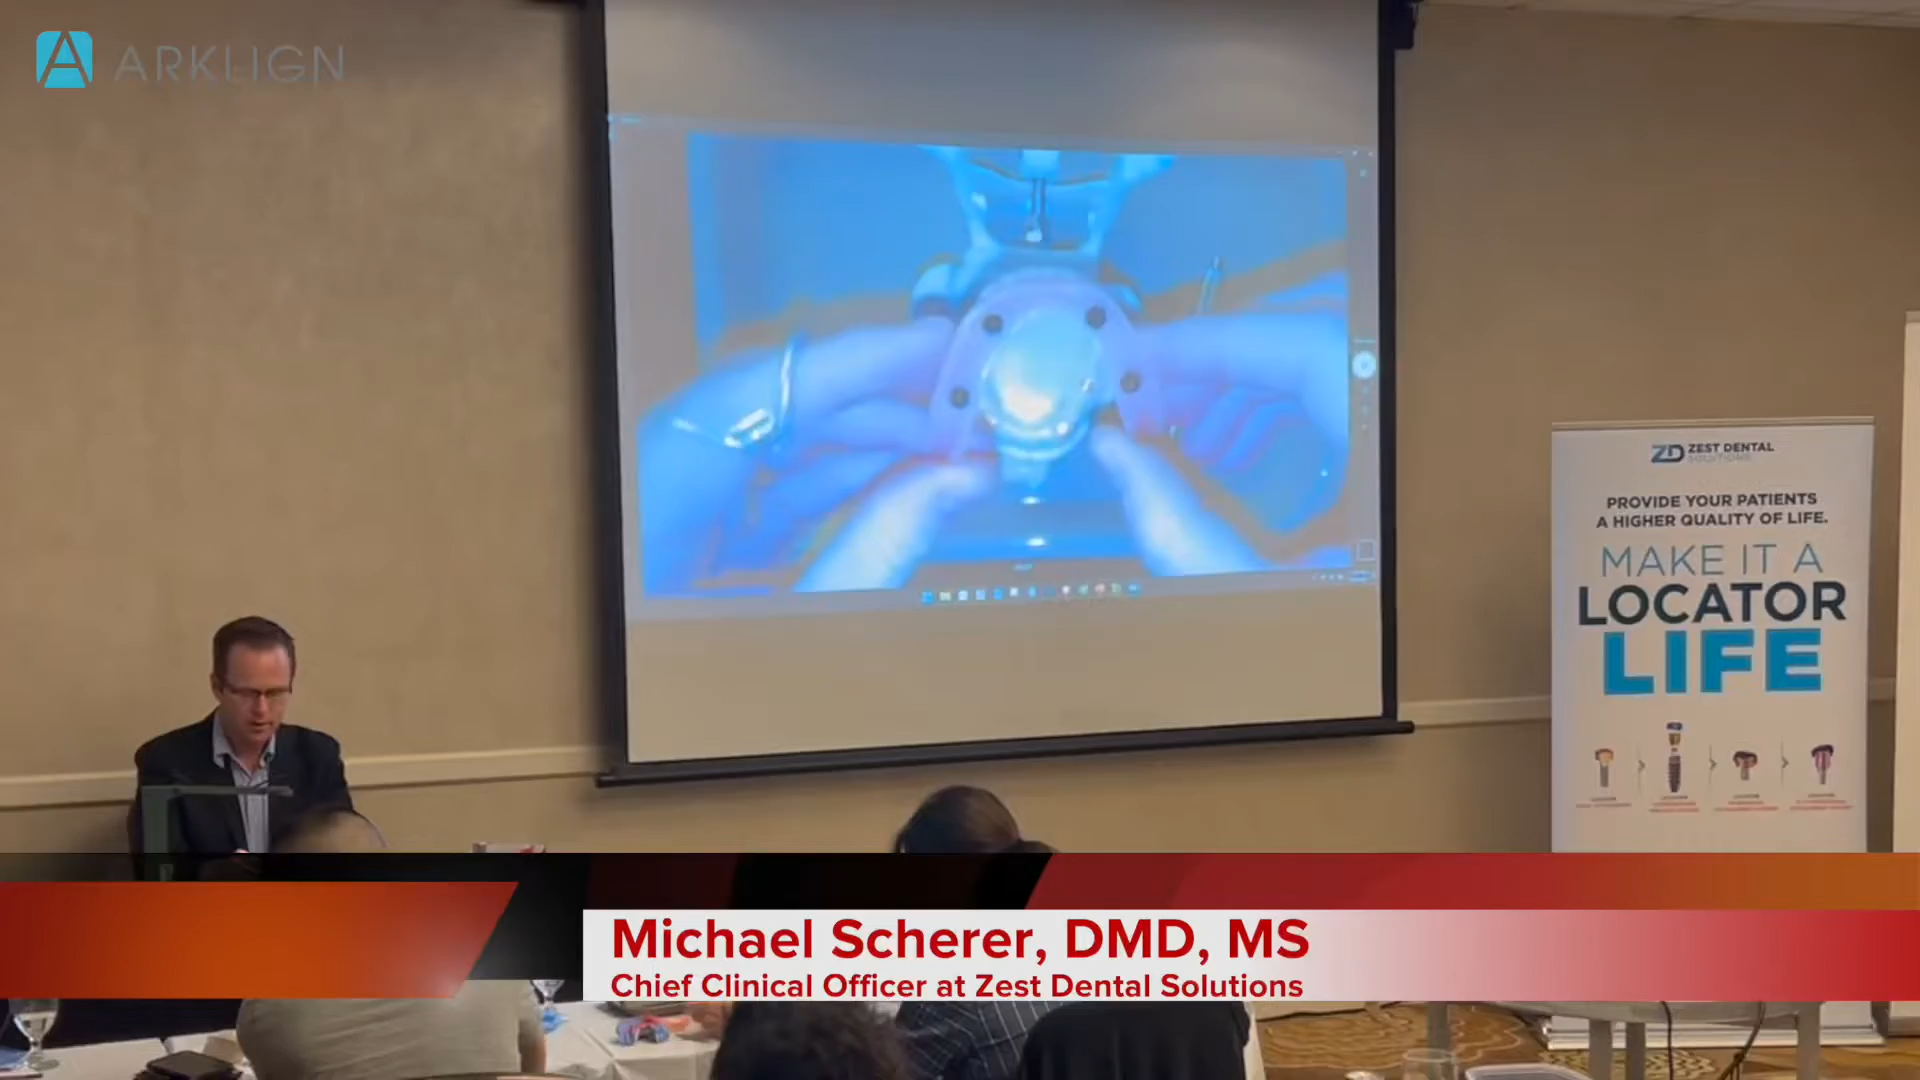 ARKLIGN
ZD ZEST DENTAL
SOLUTIONS
PROVIDE YOUR PATIENTS
A HIGHER QUALITY OF LIFE.
MAKE IT A
LOCATOR
LIFE
Michael Scherer, DMD, MS
Chief Clinical Officer at Zest Dental Solutions